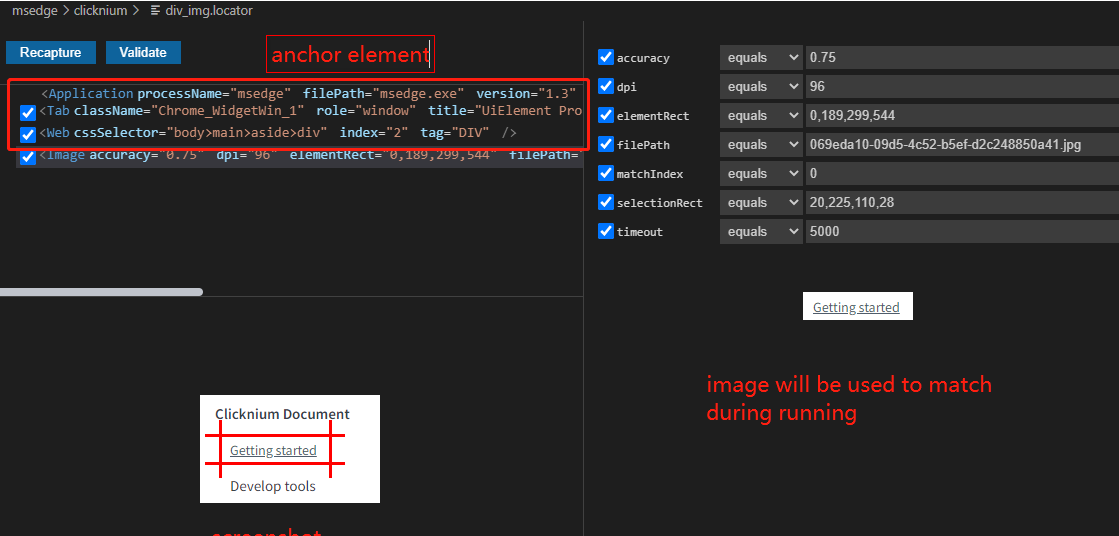 msedge > clicknium > div_img.locator
Recapture Validate
anchor element
<Application processName="msedge" filePath="msedge.exe" version="1.3"
<Tab className="Chrome_WidgetWin_1" role="window" title="UiElement Pro
<Web cssSelector="body>main>aside>div" index="2" tag="DIV" />
<Image accuracy="0.75" dpi="96" elementRect="0,189,299,544" filePath=
accuracy equals 0.75
dpi equals 96
elementRect equals 0,189,299,544
filePath equals 069eda10-09d5-4c52-b5ef-d2c248850a41.jpg
matchIndex equals 0
selectionRect equals 20,225,110,28
timeout equals 5000
Getting started
image will be used to match
during running
Clicknium Document
Getting started
Develop tools
screenshot